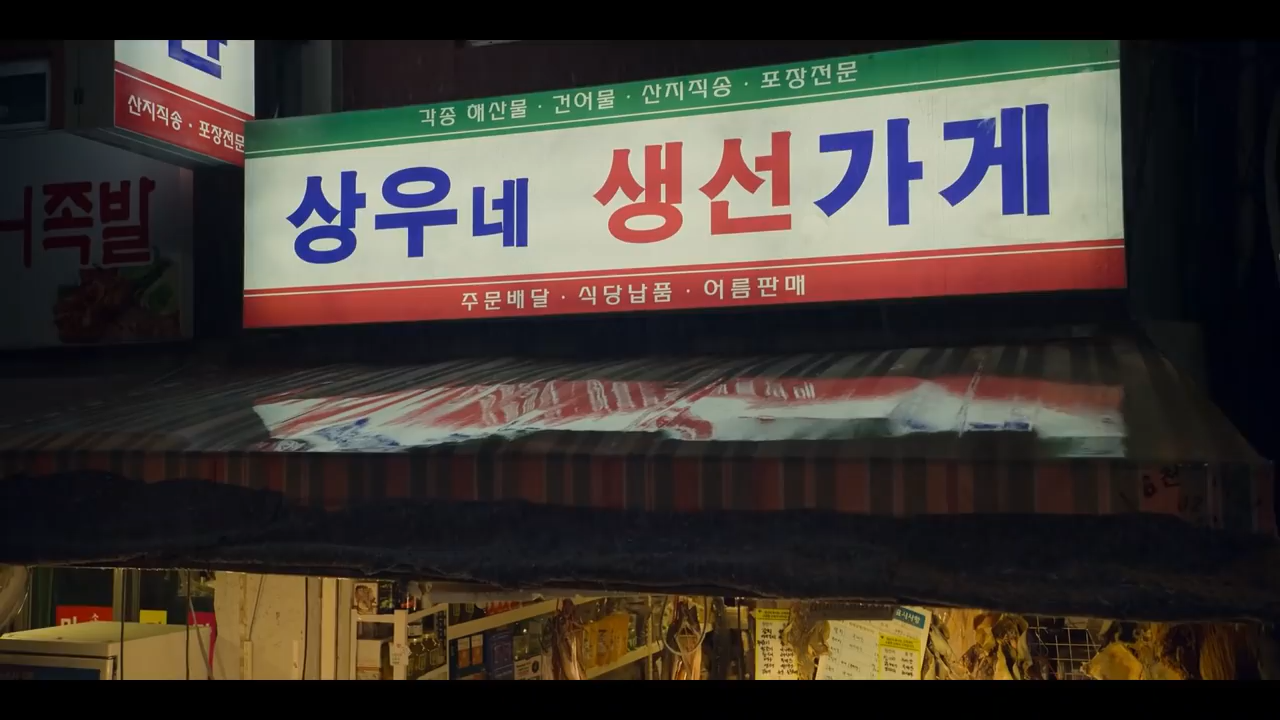 산지직송 · 포장전문
족발
각종 해산물 · 건어물 · 산지직송 · 포장전문
상우네 생선가게
주문배달 · 식당납품 · 어름판매